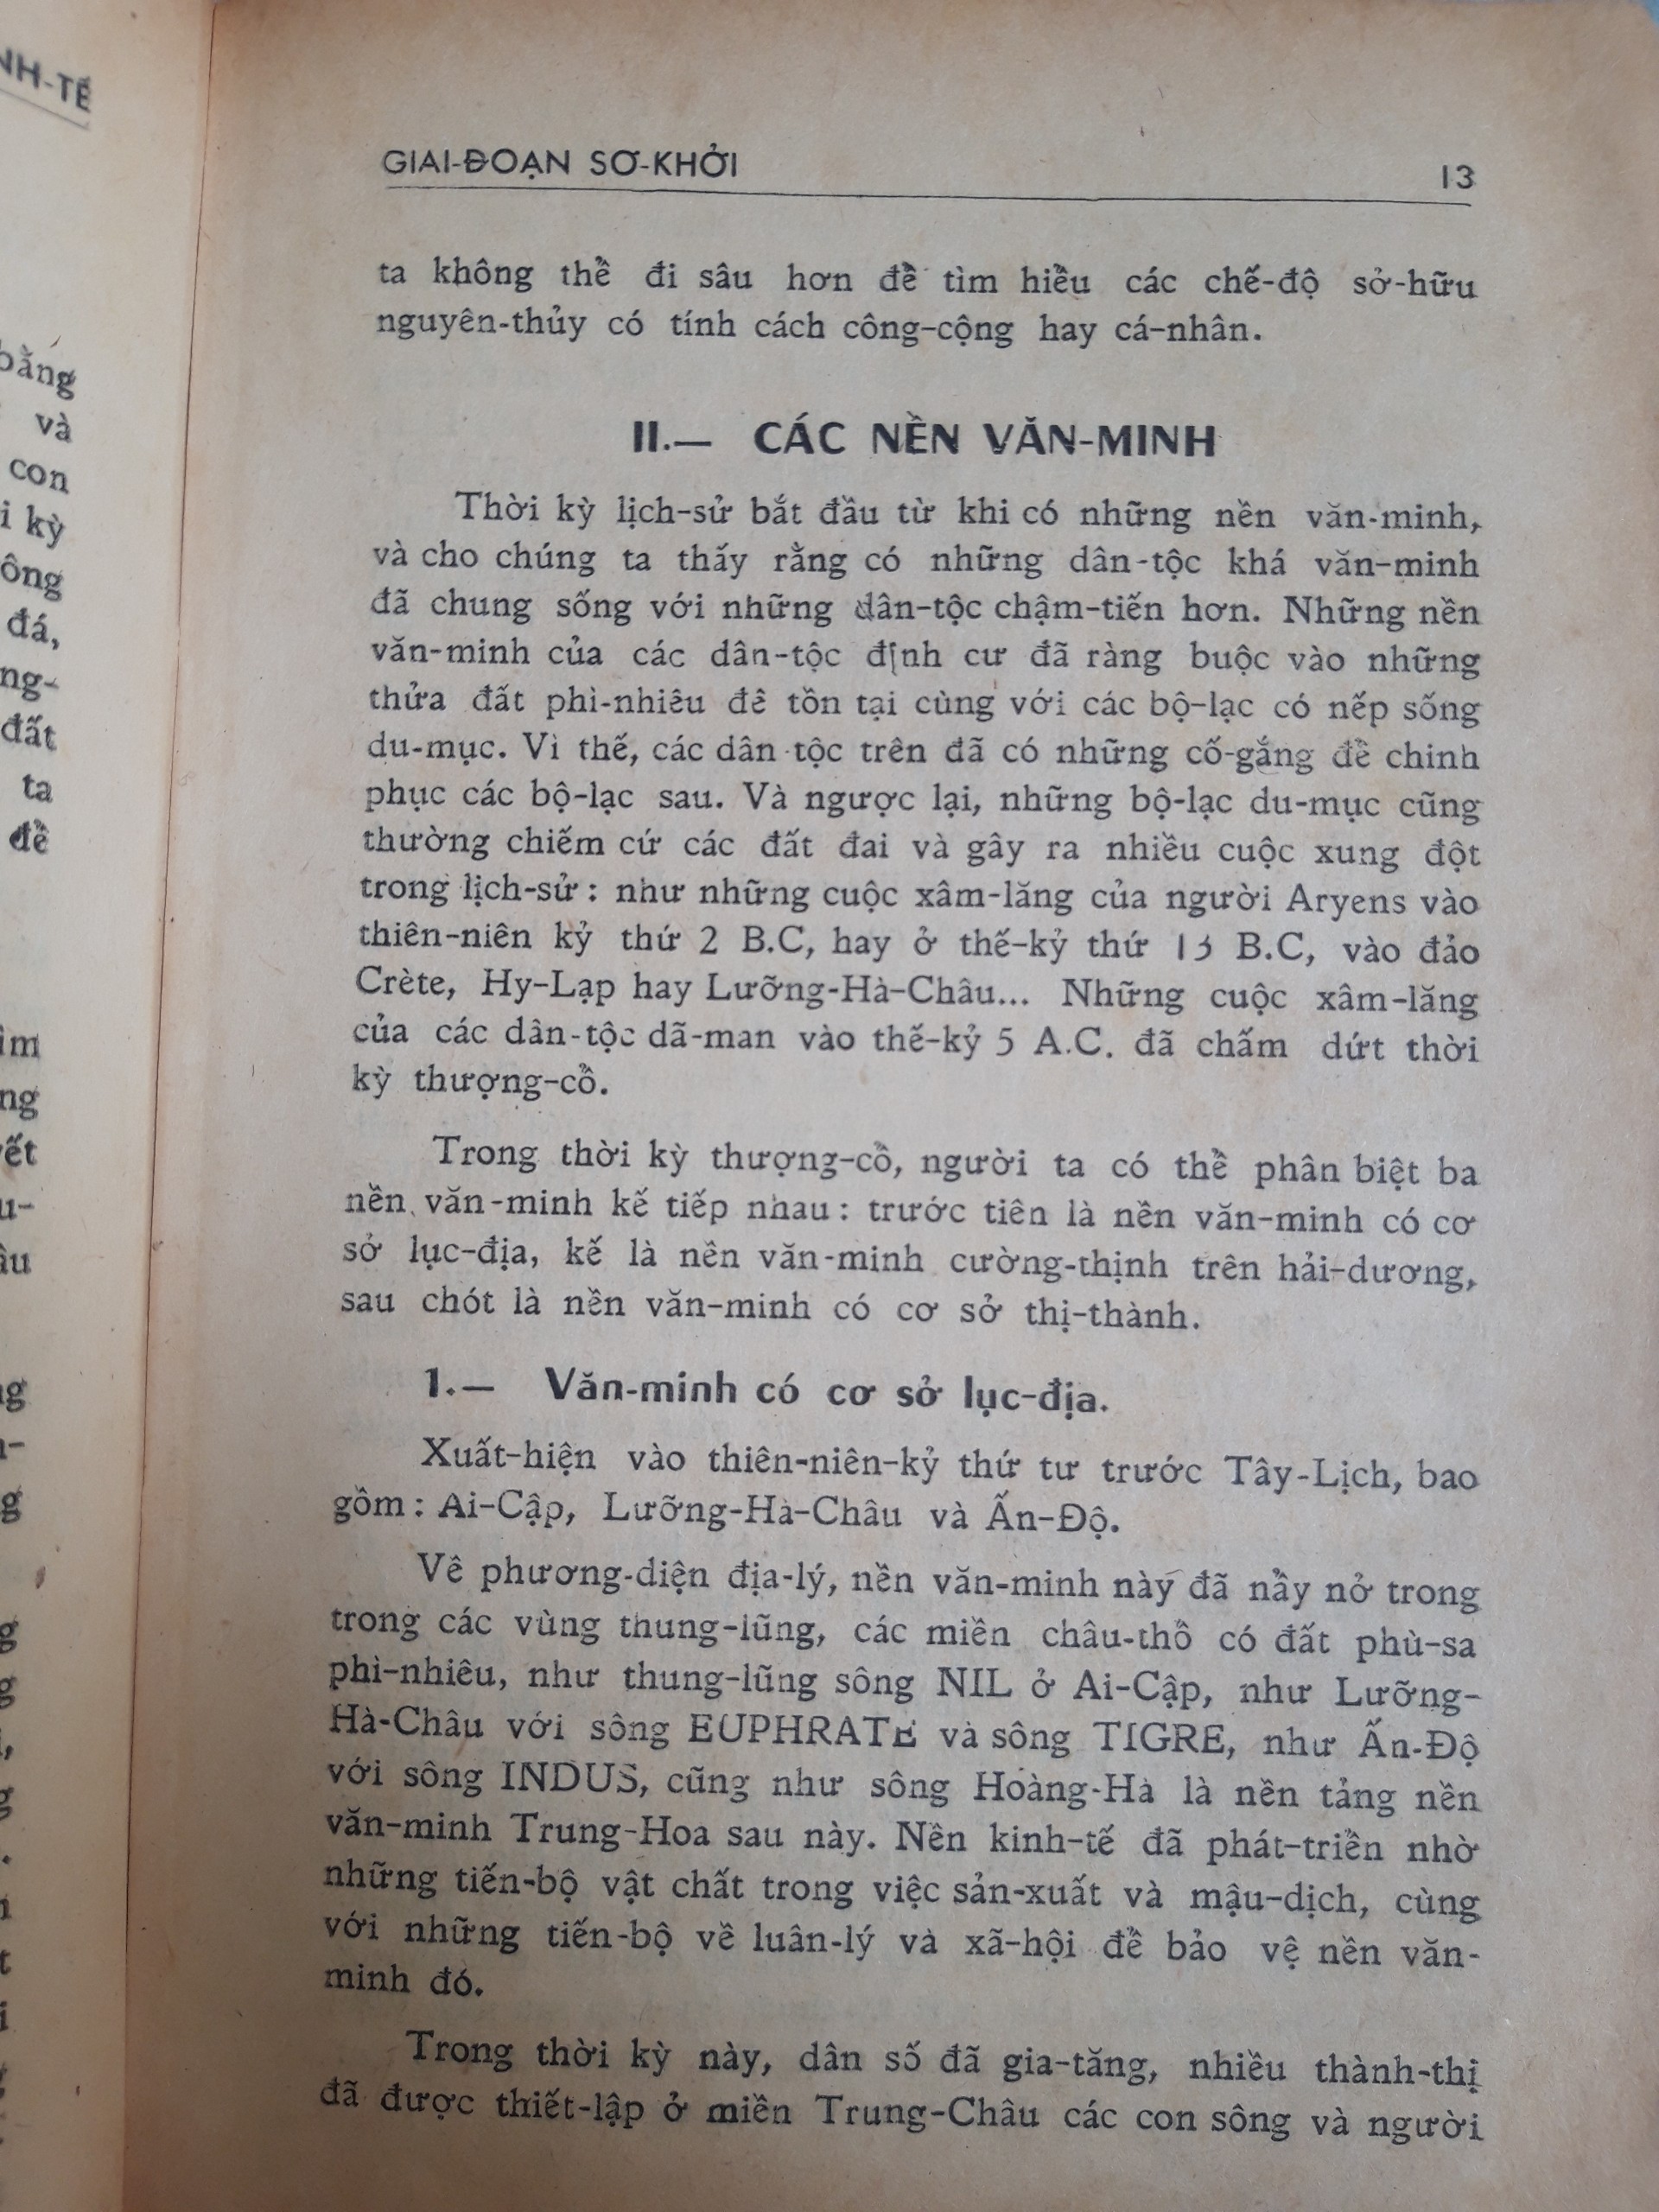 NH-TẾ
bằng
và
con
i kỳ
ông
đá,
ng-
đất
ta
để
ng
ng
GIAI-ĐOẠN SƠ-KHỞI 13
ta không thể đi sâu hơn để tìm hiểu các chế-độ sở-hữu
nguyên-thủy có tính cách công-cộng hay cá-nhân.
II.— CÁC NỀN VĂN-MINH
Thời kỳ lịch-sử bắt đầu từ khi có những nền văn-minh,
và cho chúng ta thấy rằng có những dân-tộc khá văn-minh
đã chung sống với những dân-tộc chậm-tiến hơn. Những nền
văn-minh của các dân-tộc định cư đã ràng buộc vào những
thửa đất phì-nhiêu để tồn tại cùng với các bộ-lạc có nếp sống
du-mục. Vì thế, các dân tộc trên đã có những cố-gắng để chinh
phục các bộ-lạc sau. Và ngược lại, những bộ-lạc du-mục cũng
thường chiếm cứ các đất đai và gây ra nhiều cuộc xung đột
trong lịch-sử : như những cuộc xâm-lăng của người Aryens vào
thiên-niên kỷ thứ 2 B.C, hay ở thế-kỷ thứ 13 B.C, vào đảo
Crète, Hy-Lạp hay Lưỡng-Hà-Châu... Những cuộc xâm-lăng
của các dân-tộc dã-man vào thế-kỷ 5 A.C. đã chấm dứt thời
kỳ thượng-cổ.
Trong thời kỳ thượng-cổ, người ta có thể phân biệt ba
nền văn-minh kế tiếp nhau : trước tiên là nền văn-minh có cơ
sở lục-địa, kế là nền văn-minh cường-thịnh trên hải-dương,
sau chót là nền văn-minh có cơ sở thị-thành.
1.— Văn-minh có cơ sở lục-địa.
Xuất-hiện vào thiên-niên-kỷ thứ tư trước Tây-Lịch, bao
gồm : Ai-Cập, Lưỡng-Hà-Châu và Ấn-Độ.
Về phương-diện địa-lý, nền văn-minh này đã nẩy nở trong
trong các vùng thung-lũng, các miền châu-thổ có đất phù-sa
phì-nhiêu, như thung-lũng sông NIL ở Ai-Cập, như Lưỡng-
Hà-Châu với sông EUPHRATE và sông TIGRE, như Ấn-Độ
với sông INDUS, cũng như sông Hoàng-Hà là nền tảng nền
văn-minh Trung-Hoa sau này. Nền kinh-tế đã phát-triển nhờ
những tiến-bộ vật chất trong việc sản-xuất và mậu-dịch, cùng
với những tiến-bộ về luân-lý và xã-hội để bảo vệ nền văn-
minh đó.
Trong thời kỳ này, dân số đã gia-tăng, nhiều thành-thị
đã được thiết-lập ở miền Trung-Châu các con sông và người